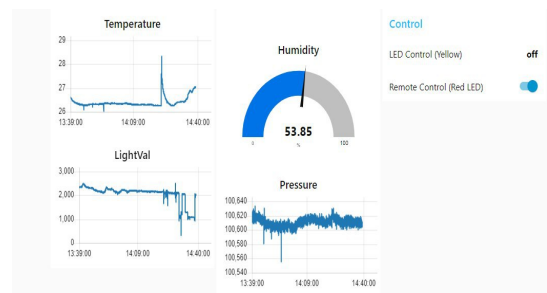 Temperature
29
28
27
26
13:39:00 14:09:00 14:40:00
LightVal
3,000
2,000
1,000
0
13:39:00 14:09:00 14:40:00
Humidity
53.85
0 % 100
Pressure
100,640
100,620
100,600
100,580
100,560
100,540
13:39:00 14:09:00 14:40:00
Control
LED Control (Yellow) off
Remote Control (Red LED)